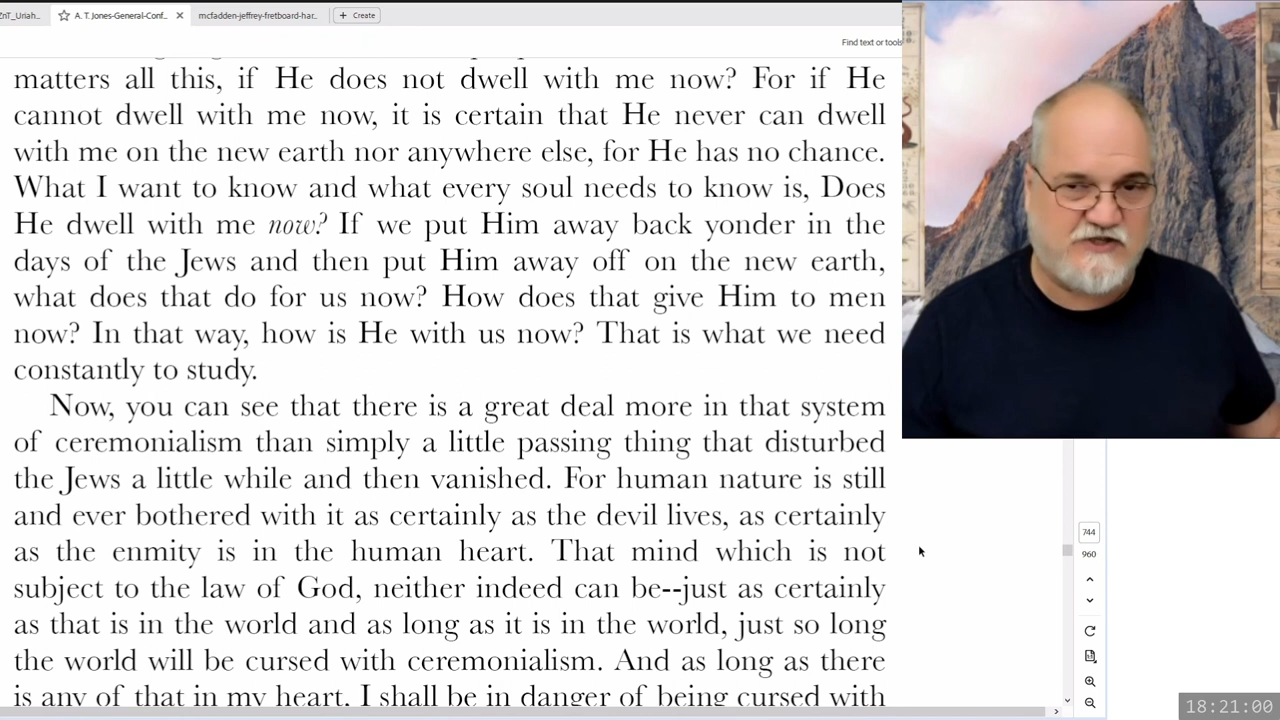 ZnT_Uriah...
A. T. Jones-General-Conf...
mcfadden-jeffrey-fretboard-har...
Create
Find text or tools
matters all this, if He does not dwell with me now? For if He
cannot dwell with me now, it is certain that He never can dwell
with me on the new earth nor anywhere else, for He has no chance.
What I want to know and what every soul needs to know is, Does
He dwell with me now? If we put Him away back yonder in the
days of the Jews and then put Him away off on the new earth,
what does that do for us now? How does that give Him to men
now? In that way, how is He with us now? That is what we need
constantly to study.
Now, you can see that there is a great deal more in that system
of ceremonialism than simply a little passing thing that disturbed
the Jews a little while and then vanished. For human nature is still
and ever bothered with it as certainly as the devil lives, as certainly
as the enmity is in the human heart. That mind which is not
subject to the law of God, neither indeed can be--just as certainly
as that is in the world and as long as it is in the world, just so long
the world will be cursed with ceremonialism. And as long as there
is any of that in my heart, I shall be in danger of being cursed with
744
960
18:21:00